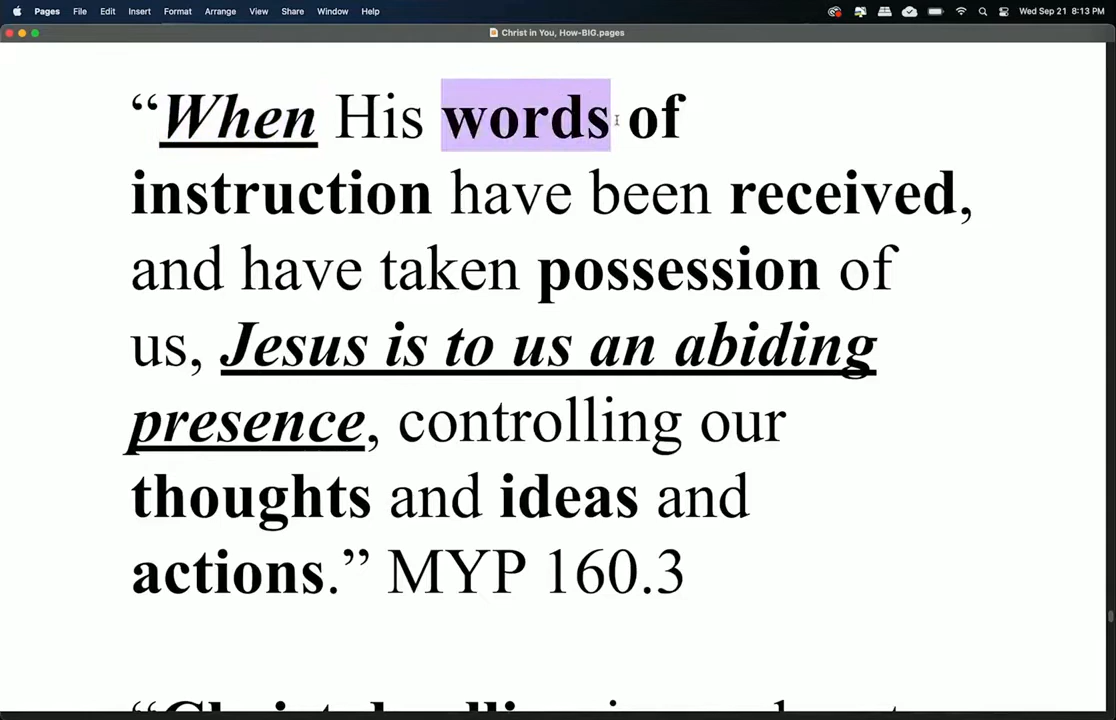 Pages File Edit Insert Format Arrange View Share Window Help Wed Sep 21 8:13 PM
Christ in You, How-BIG.pages
“When His words of
instruction have been received,
and have taken possession of
us, Jesus is to us an abiding
presence, controlling our
thoughts and ideas and
actions.” MYP 160.3